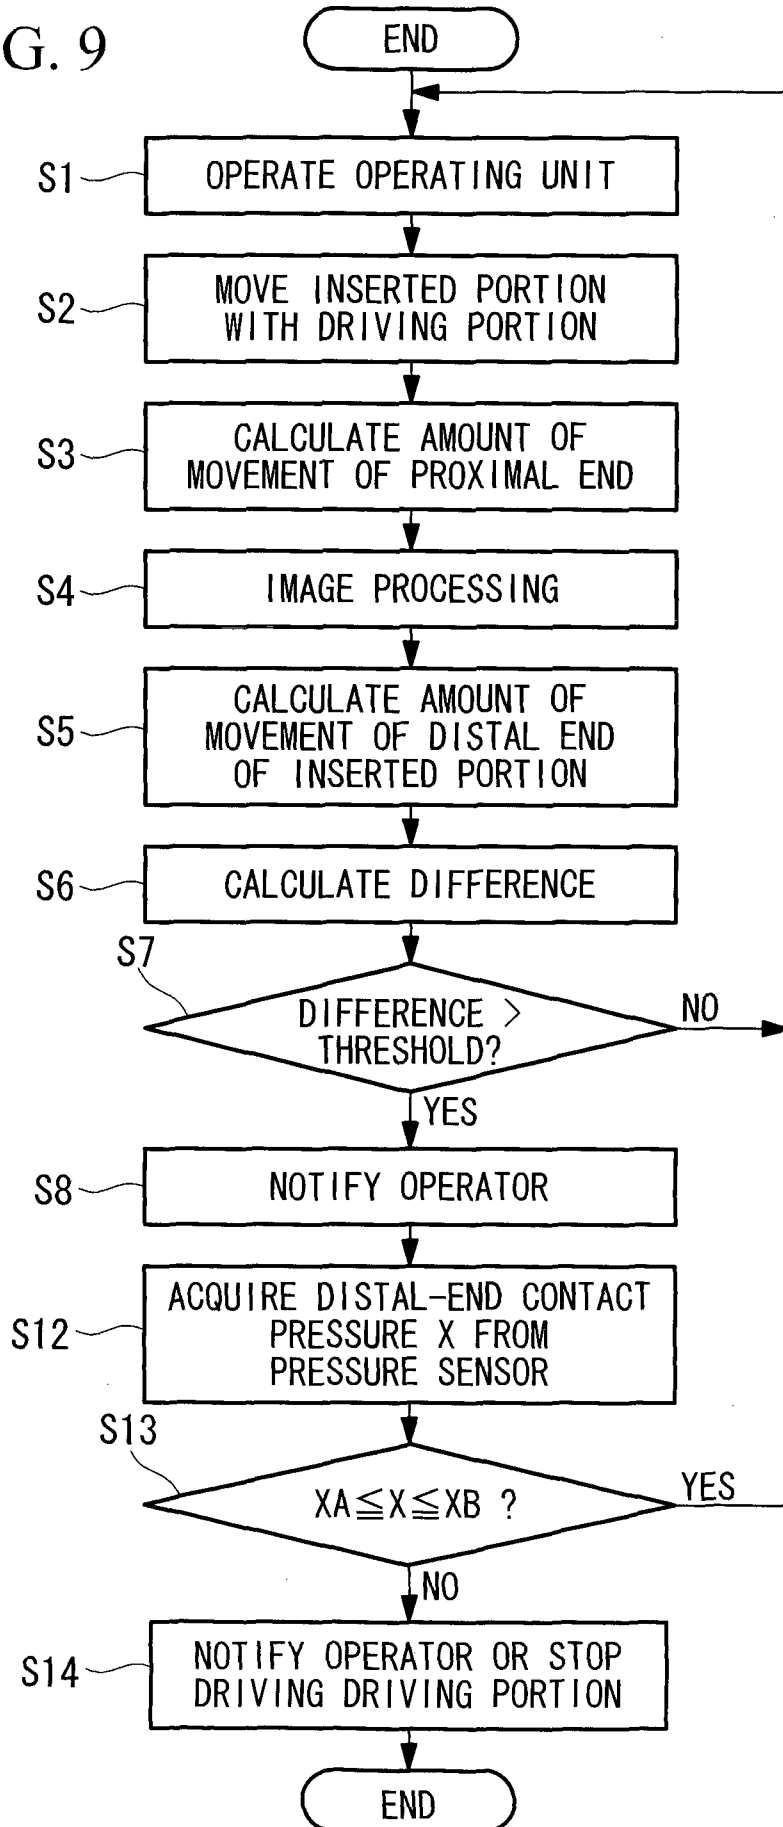 G. 9
END
S1
OPERATE OPERATING UNIT
S2
MOVE INSERTED PORTION
WITH DRIVING PORTION
S3
CALCULATE AMOUNT OF
MOVEMENT OF PROXIMAL END
S4
IMAGE PROCESSING
S5
CALCULATE AMOUNT OF
MOVEMENT OF DISTAL END
OF INSERTED PORTION
S6
CALCULATE DIFFERENCE
S7
DIFFERENCE >
THRESHOLD?
NO
YES
S8
NOTIFY OPERATOR
S12
ACQUIRE DISTAL-END CONTACT
PRESSURE X FROM
PRESSURE SENSOR
S13
XA≦X≦XB ?
YES
NO
S14
NOTIFY OPERATOR OR STOP
DRIVING DRIVING PORTION
END